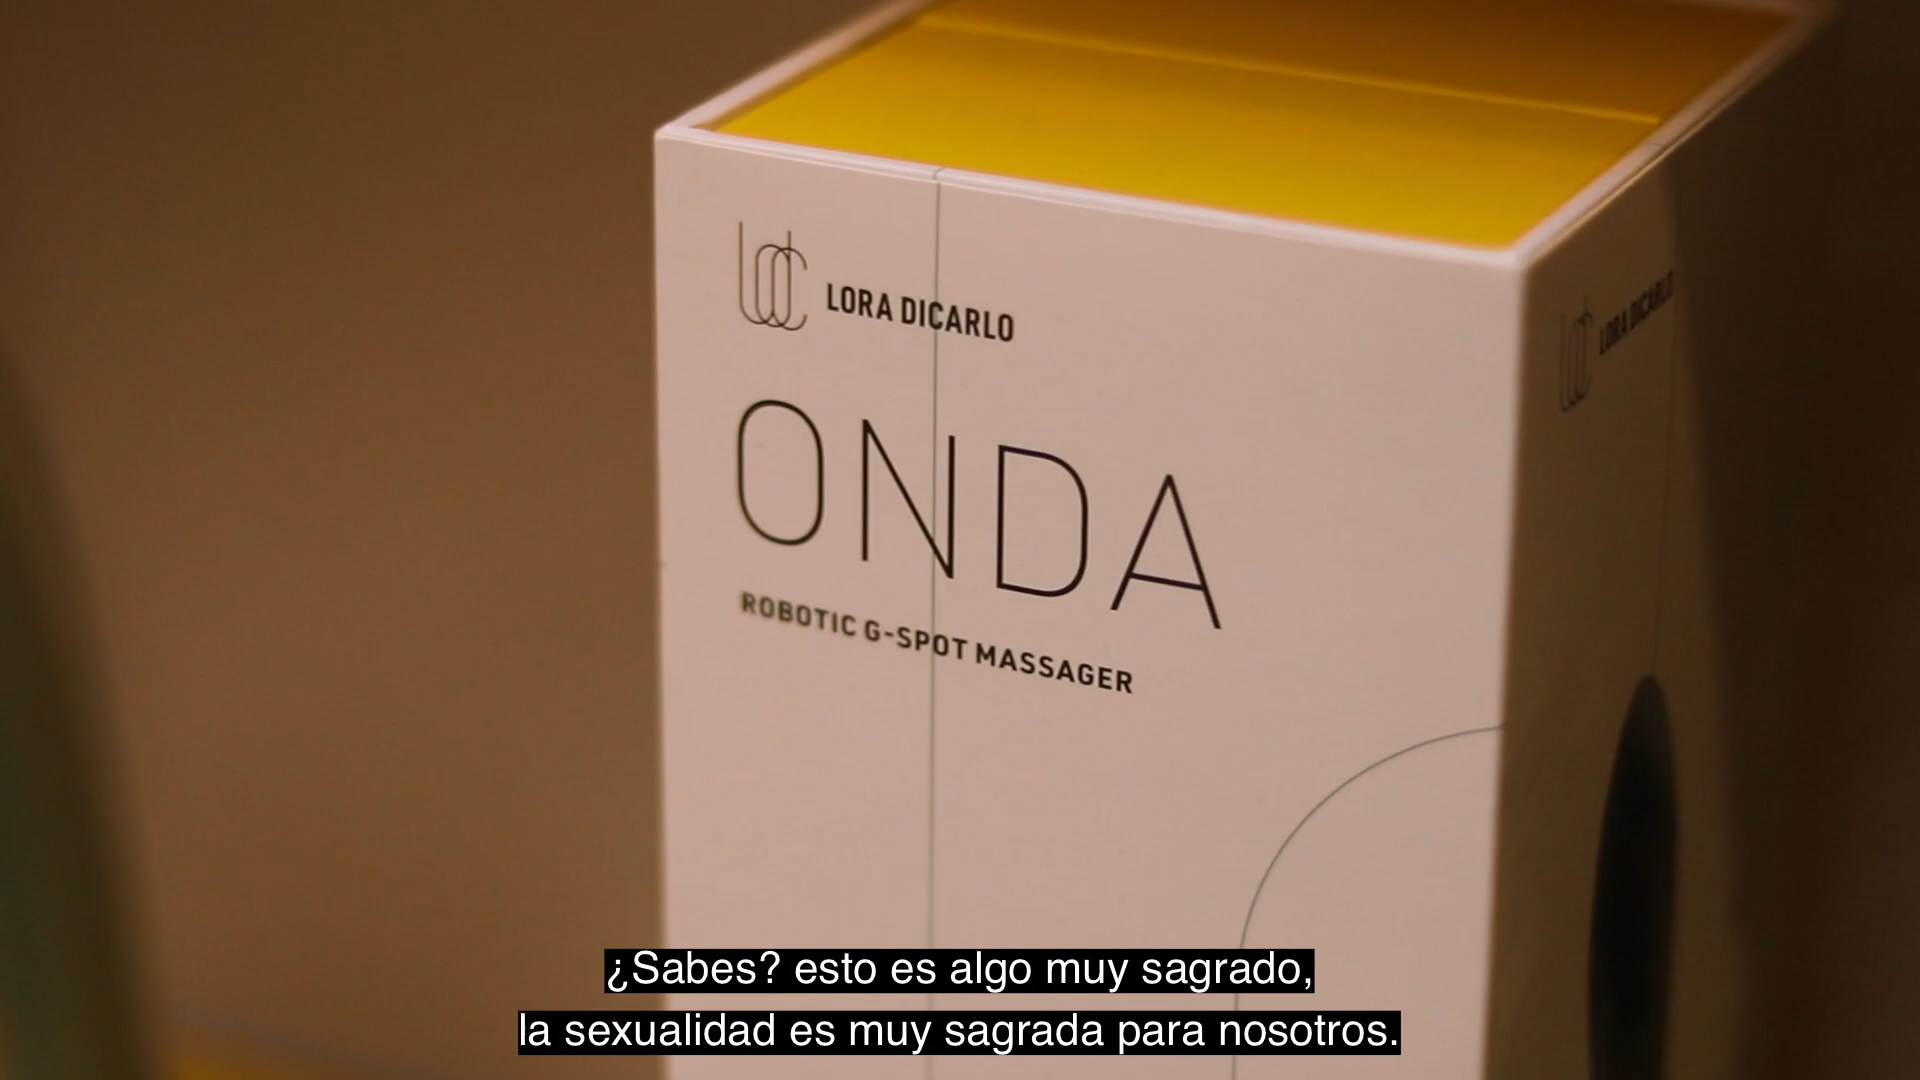 LORA DICARLO
LORA DICARLO
ONDA
ROBOTIC G-SPOT MASSAGER
¿Sabes? esto es algo muy sagrado,
la sexualidad es muy sagrada para nosotros.